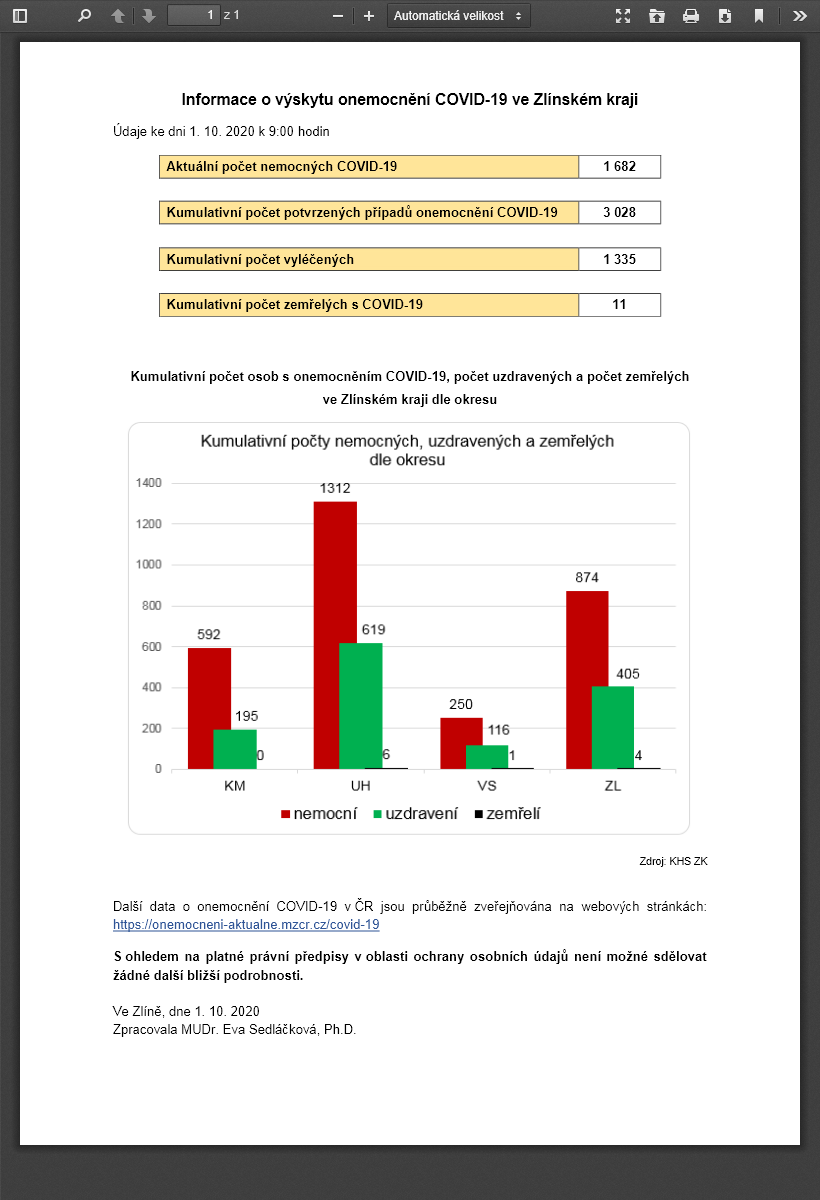 1 z 1 Automatická velikost
Informace o výskytu onemocnění COVID-19 ve Zlínském kraji
Údaje ke dni 1. 10. 2020 k 9:00 hodin
Aktuální počet nemocných COVID-19 1 682
Kumulativní počet potvrzených případů onemocnění COVID-19 3 028
Kumulativní počet vyléčených 1 335
Kumulativní počet zemřelých s COVID-19 11
Kumulativní počet osob s onemocněním COVID-19, počet uzdravených a počet zemřelých
ve Zlínském kraji dle okresu
Kumulativní počty nemocných, uzdravených a zemřelých
dle okresu
1400
1312
1200
1000
874
800
592
619
600
405
400
250
195
116
200
0 6 1 4
0
KM UH VS ZL
nemocní uzdravení zemřelí
Zdroj: KHS ZK
Další data o onemocnění COVID-19 v ČR jsou průběžně zveřejňována na webových stránkách:
https://onemocneni-aktualne.mzcr.cz/covid-19
S ohledem na platné právní předpisy v oblasti ochrany osobních údajů není možné sdělovat
žádné další bližší podrobnosti.
Ve Zlíně, dne 1. 10. 2020
Zpracovala MUDr. Eva Sedláčková, Ph.D.